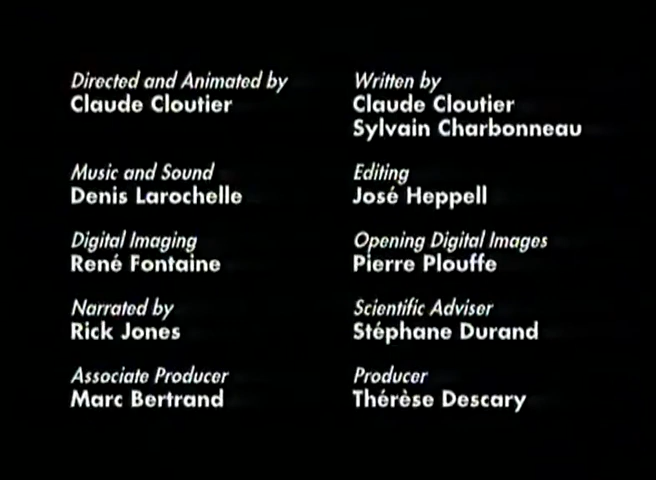 Directed and Animated by
Claude Cloutier
Written by
Claude Cloutier
Sylvain Charbonneau
Music and Sound
Denis Larochelle
Editing
José Heppell
Digital Imaging
René Fontaine
Opening Digital Images
Pierre Plouffe
Narrated by
Rick Jones
Scientific Adviser
Stéphane Durand
Associate Producer
Marc Bertrand
Producer
Thérèse Descary